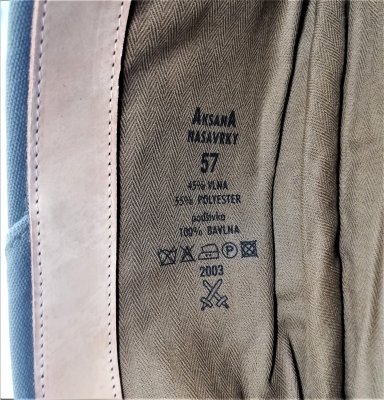 AKSANA
NASAVRKY
57
45% VLNA
55% POLYESTER
podšívka
100% BAVLNA
P
2003